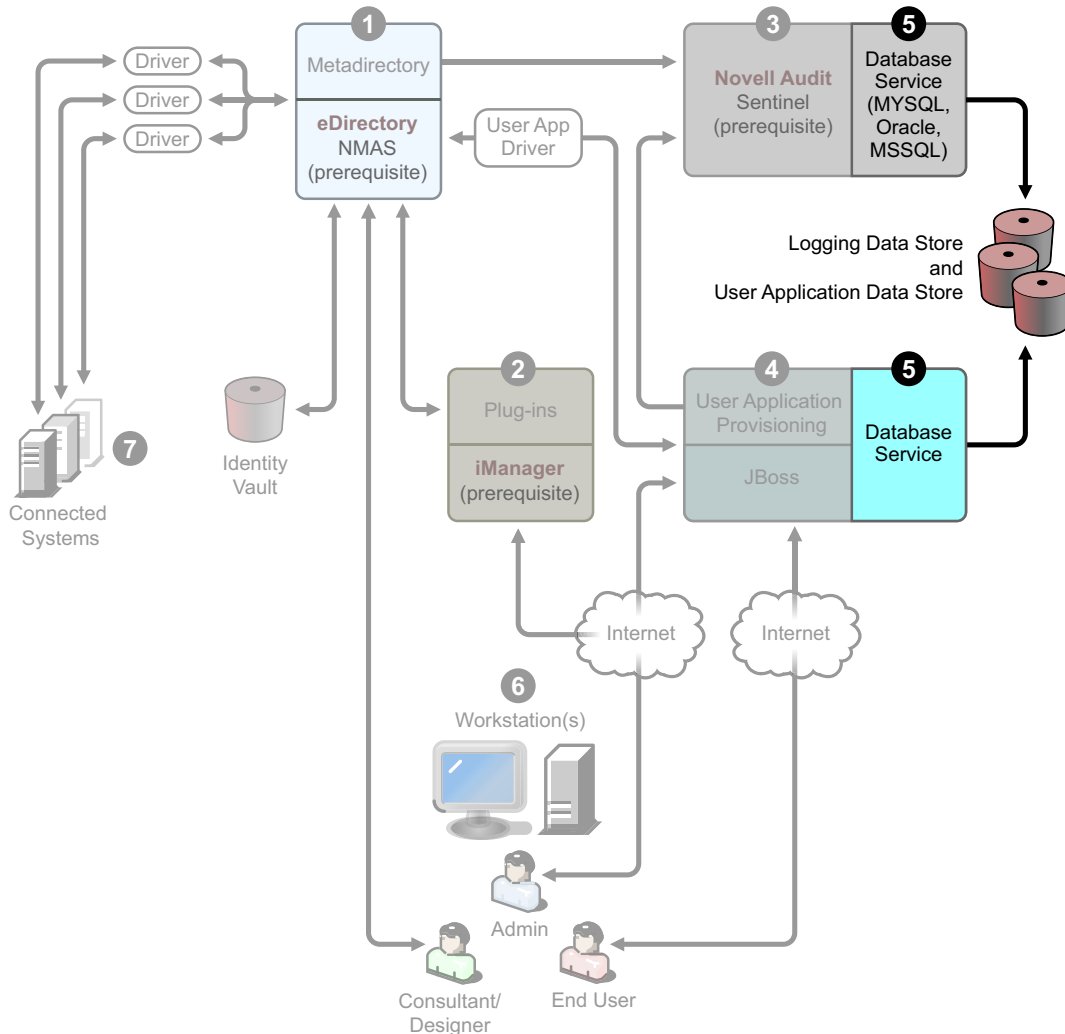 1
3
5
Driver
Driver
Driver
Metadirectory
eDirectory
NMAS
(prerequisite)
User App
Driver
Novell Audit
Sentinel
(prerequisite)
Database
Service
(MYSQL,
Oracle,
MSSQL)
Logging Data Store
and
User Application Data Store
2
4
5
Plug-ins
iManager
(prerequisite)
User Application
Provisioning
JBoss
Database
Service
7
Connected
Systems
Identity
Vault
Internet
Internet
6
Workstation(s)
Admin
Consultant/
Designer
End User